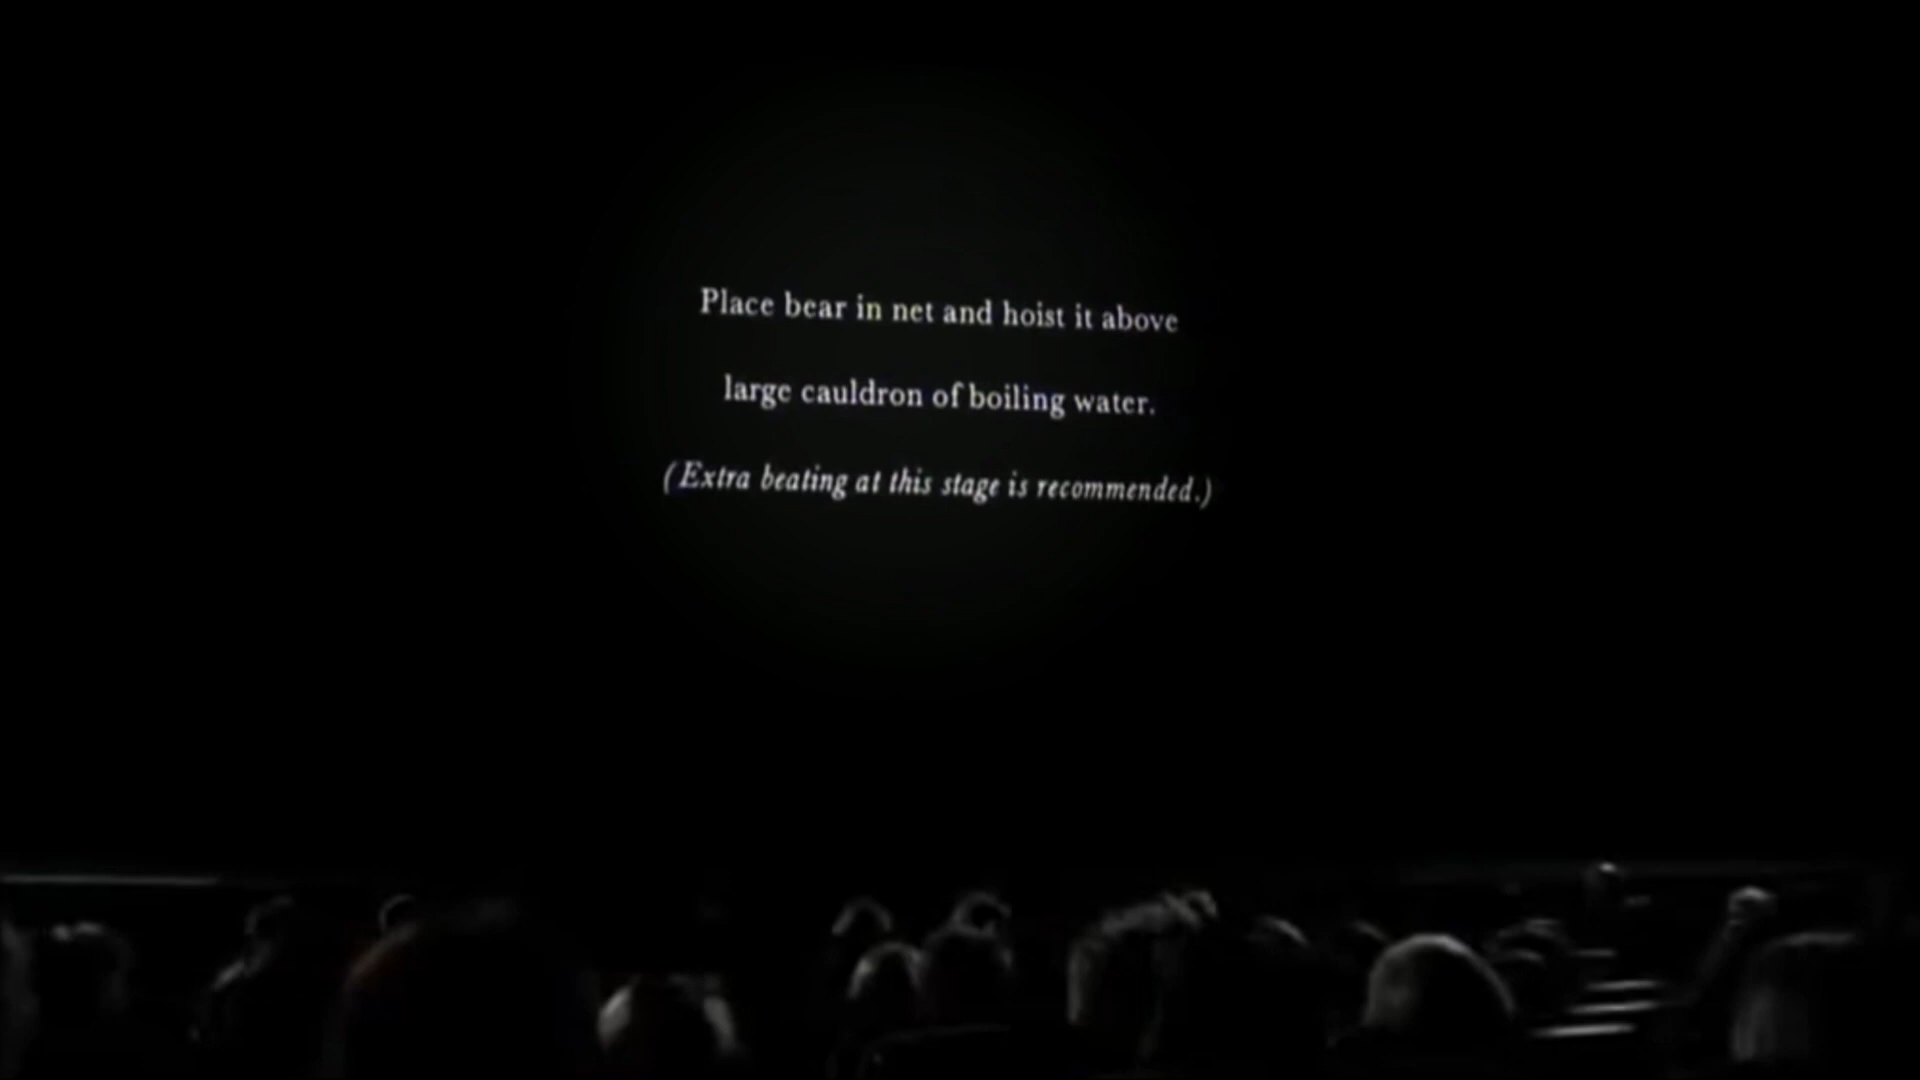 Place bear in net and hoist it above
large cauldron of boiling water.
(Extra beating at this stage is recommended.)